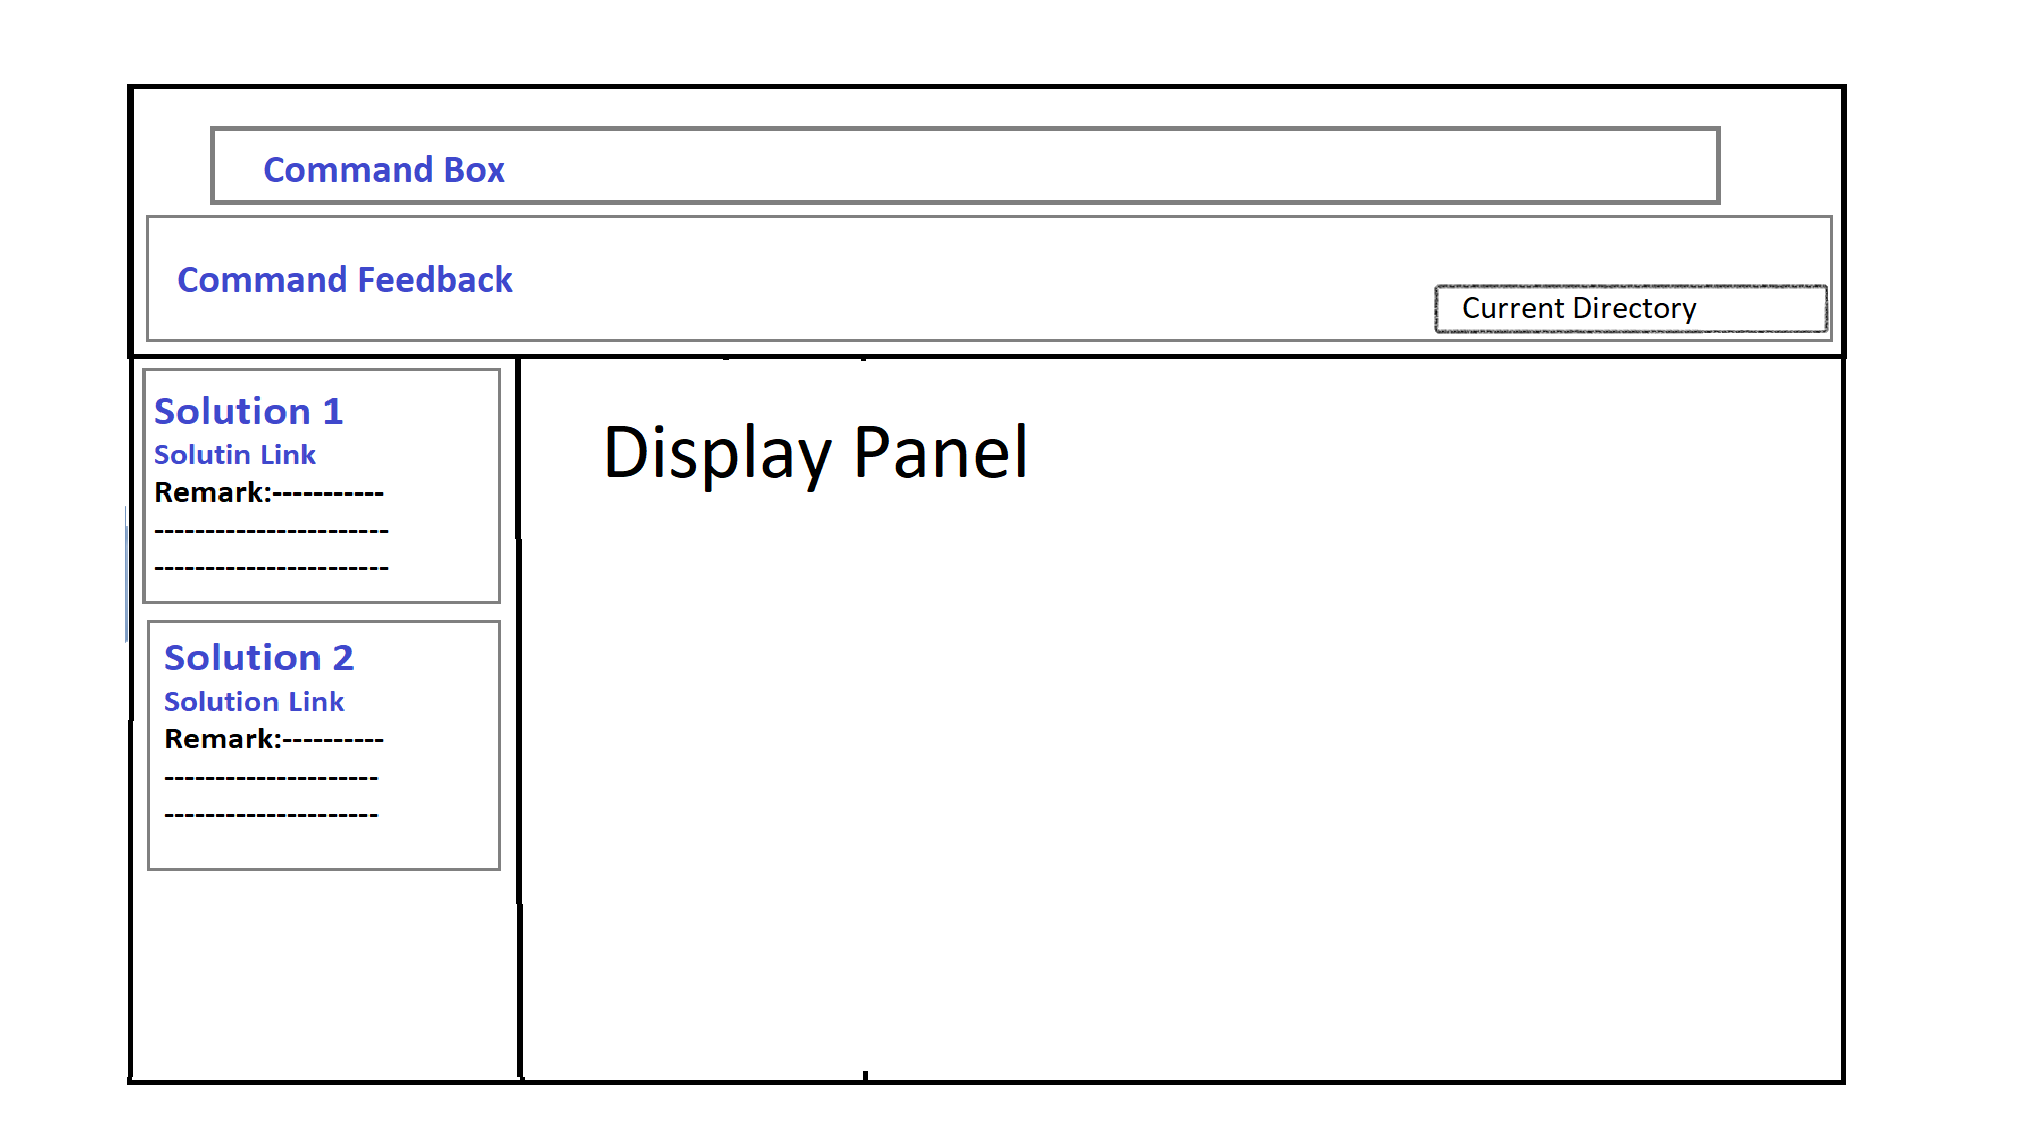 Command Box
Command Feedback
Current Directory
Solution 1
Solutin Link
Remark:-----------
-----------------------
-----------------------
Solution 2
Solution Link
Remark:----------
---------------------
---------------------
Display Panel